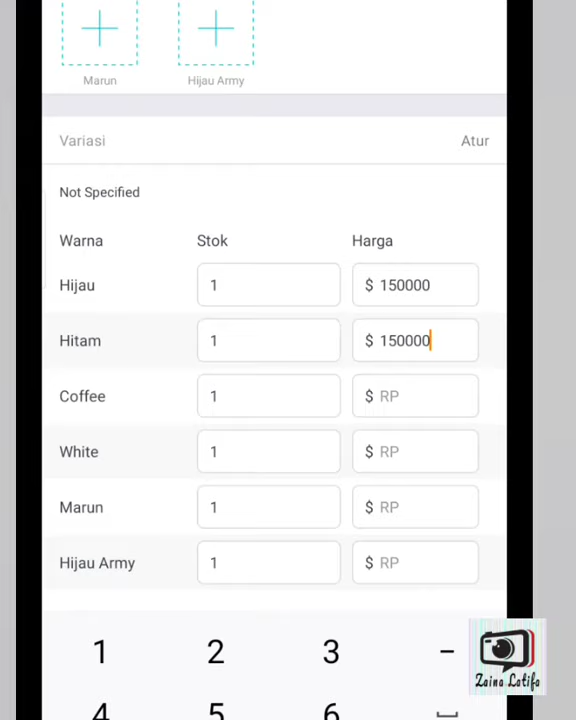 Marun Hijau Army
Variasi Atur
Not Specified
Warna Stok Harga
Hijau 1 $ 150000
Hitam 1 $ 150000
Coffee 1 $ RP
White 1 $ RP
Marun 1 $ RP
Hijau Army 1 $ RP
1 2 3 -
4 5 6
Zaina Latifa